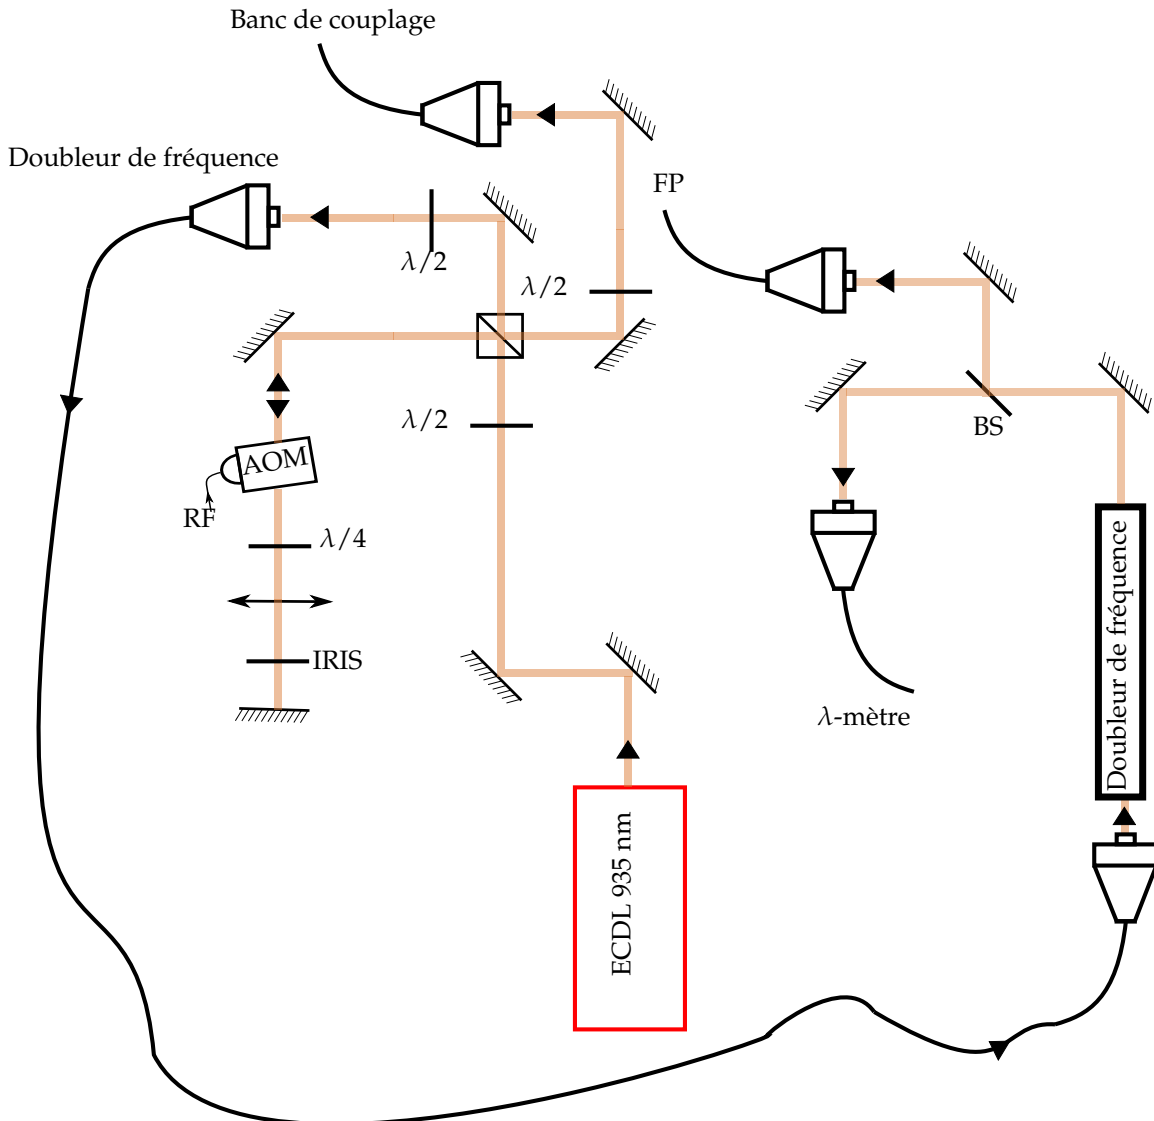 Banc de couplage
Doubleur de fréquence
FP
λ/2
λ/2
λ/2
BS
AOM
RF
λ/4
IRIS
λ-mètre
Doubleur de fréquence
ECDL 935 nm